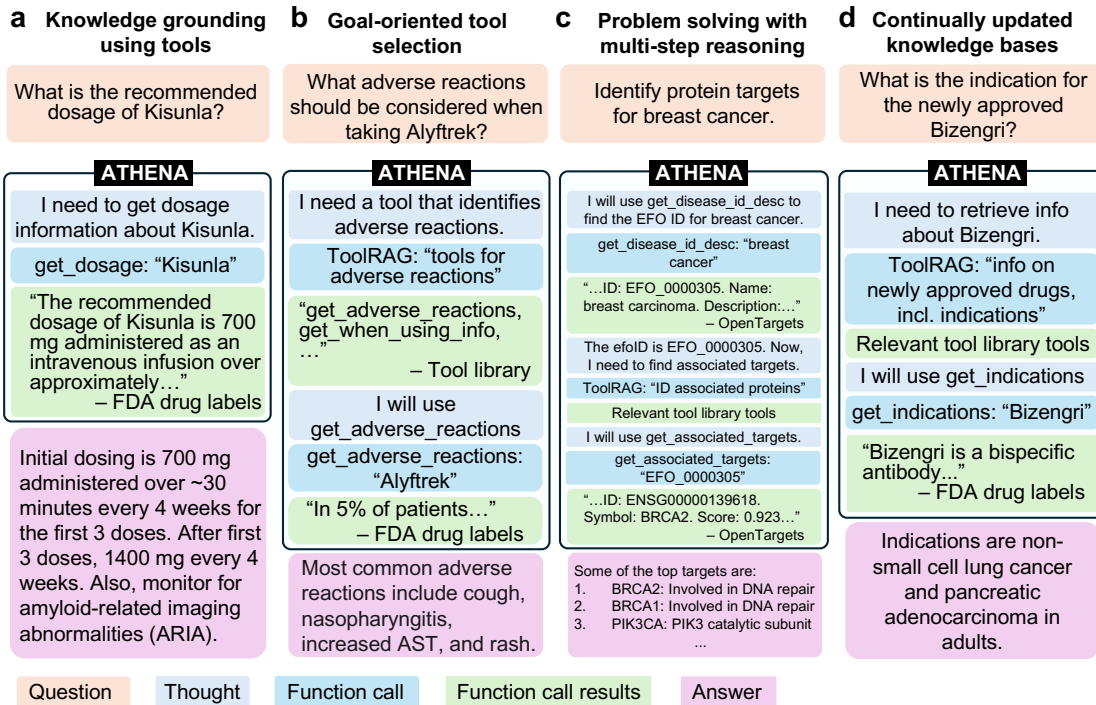 a Knowledge grounding
using tools
What is the recommended
dosage of Kisunla?
ATHENA
I need to get dosage
information about Kisunla.
get_dosage: “Kisunla”
“The recommended
dosage of Kisunla is 700
mg administered as an
intravenous infusion over
approximately…”
– FDA drug labels
Initial dosing is 700 mg
administered over ~30
minutes every 4 weeks for
the first 3 doses. After first
3 doses, 1400 mg every 4
weeks. Also, monitor for
amyloid-related imaging
abnormalities (ARIA).
b Goal-oriented tool
selection
What adverse reactions
should be considered when
taking Alyftrek?
ATHENA
I need a tool that identifies
adverse reactions.
ToolRAG: “tools for
adverse reactions”
“get_adverse_reactions,
get_when_using_info,
…”
– Tool library
I will use
get_adverse_reactions
get_adverse_reactions:
“Alyftrek”
“In 5% of patients…”
– FDA drug labels
Most common adverse
reactions include cough,
nasopharyngitis,
increased AST, and rash.
c Problem solving with
multi-step reasoning
Identify protein targets
for breast cancer.
ATHENA
I will use get_disease_id_desc to
find the EFO ID for breast cancer.
get_disease_id_desc: “breast
cancer”
“…ID: EFO_0000305. Name:
breast carcinoma. Description:…”
– OpenTargets
The efoID is EFO_0000305. Now,
I need to find associated targets.
ToolRAG: “ID associated proteins”
Relevant tool library tools
I will use get_associated_targets.
get_associated_targets:
“EFO_0000305”
“…ID: ENSG00000139618.
Symbol: BRCA2. Score: 0.923…”
– OpenTargets
Some of the top targets are:
1. BRCA2: Involved in DNA repair
2. BRCA1: Involved in DNA repair
3. PIK3CA: PIK3 catalytic subunit
...
d Continually updated
knowledge bases
What is the indication for
the newly approved
Bizengri?
ATHENA
I need to retrieve info
about Bizengri.
ToolRAG: “info on
newly approved drugs,
incl. indications”
Relevant tool library tools
I will use get_indications
get_indications: “Bizengri”
“Bizengri is a bispecific
antibody...”
– FDA drug labels
Indications are non-
small cell lung cancer
and pancreatic
adenocarcinoma in
adults.
Question
Thought
Function call
Function call results
Answer